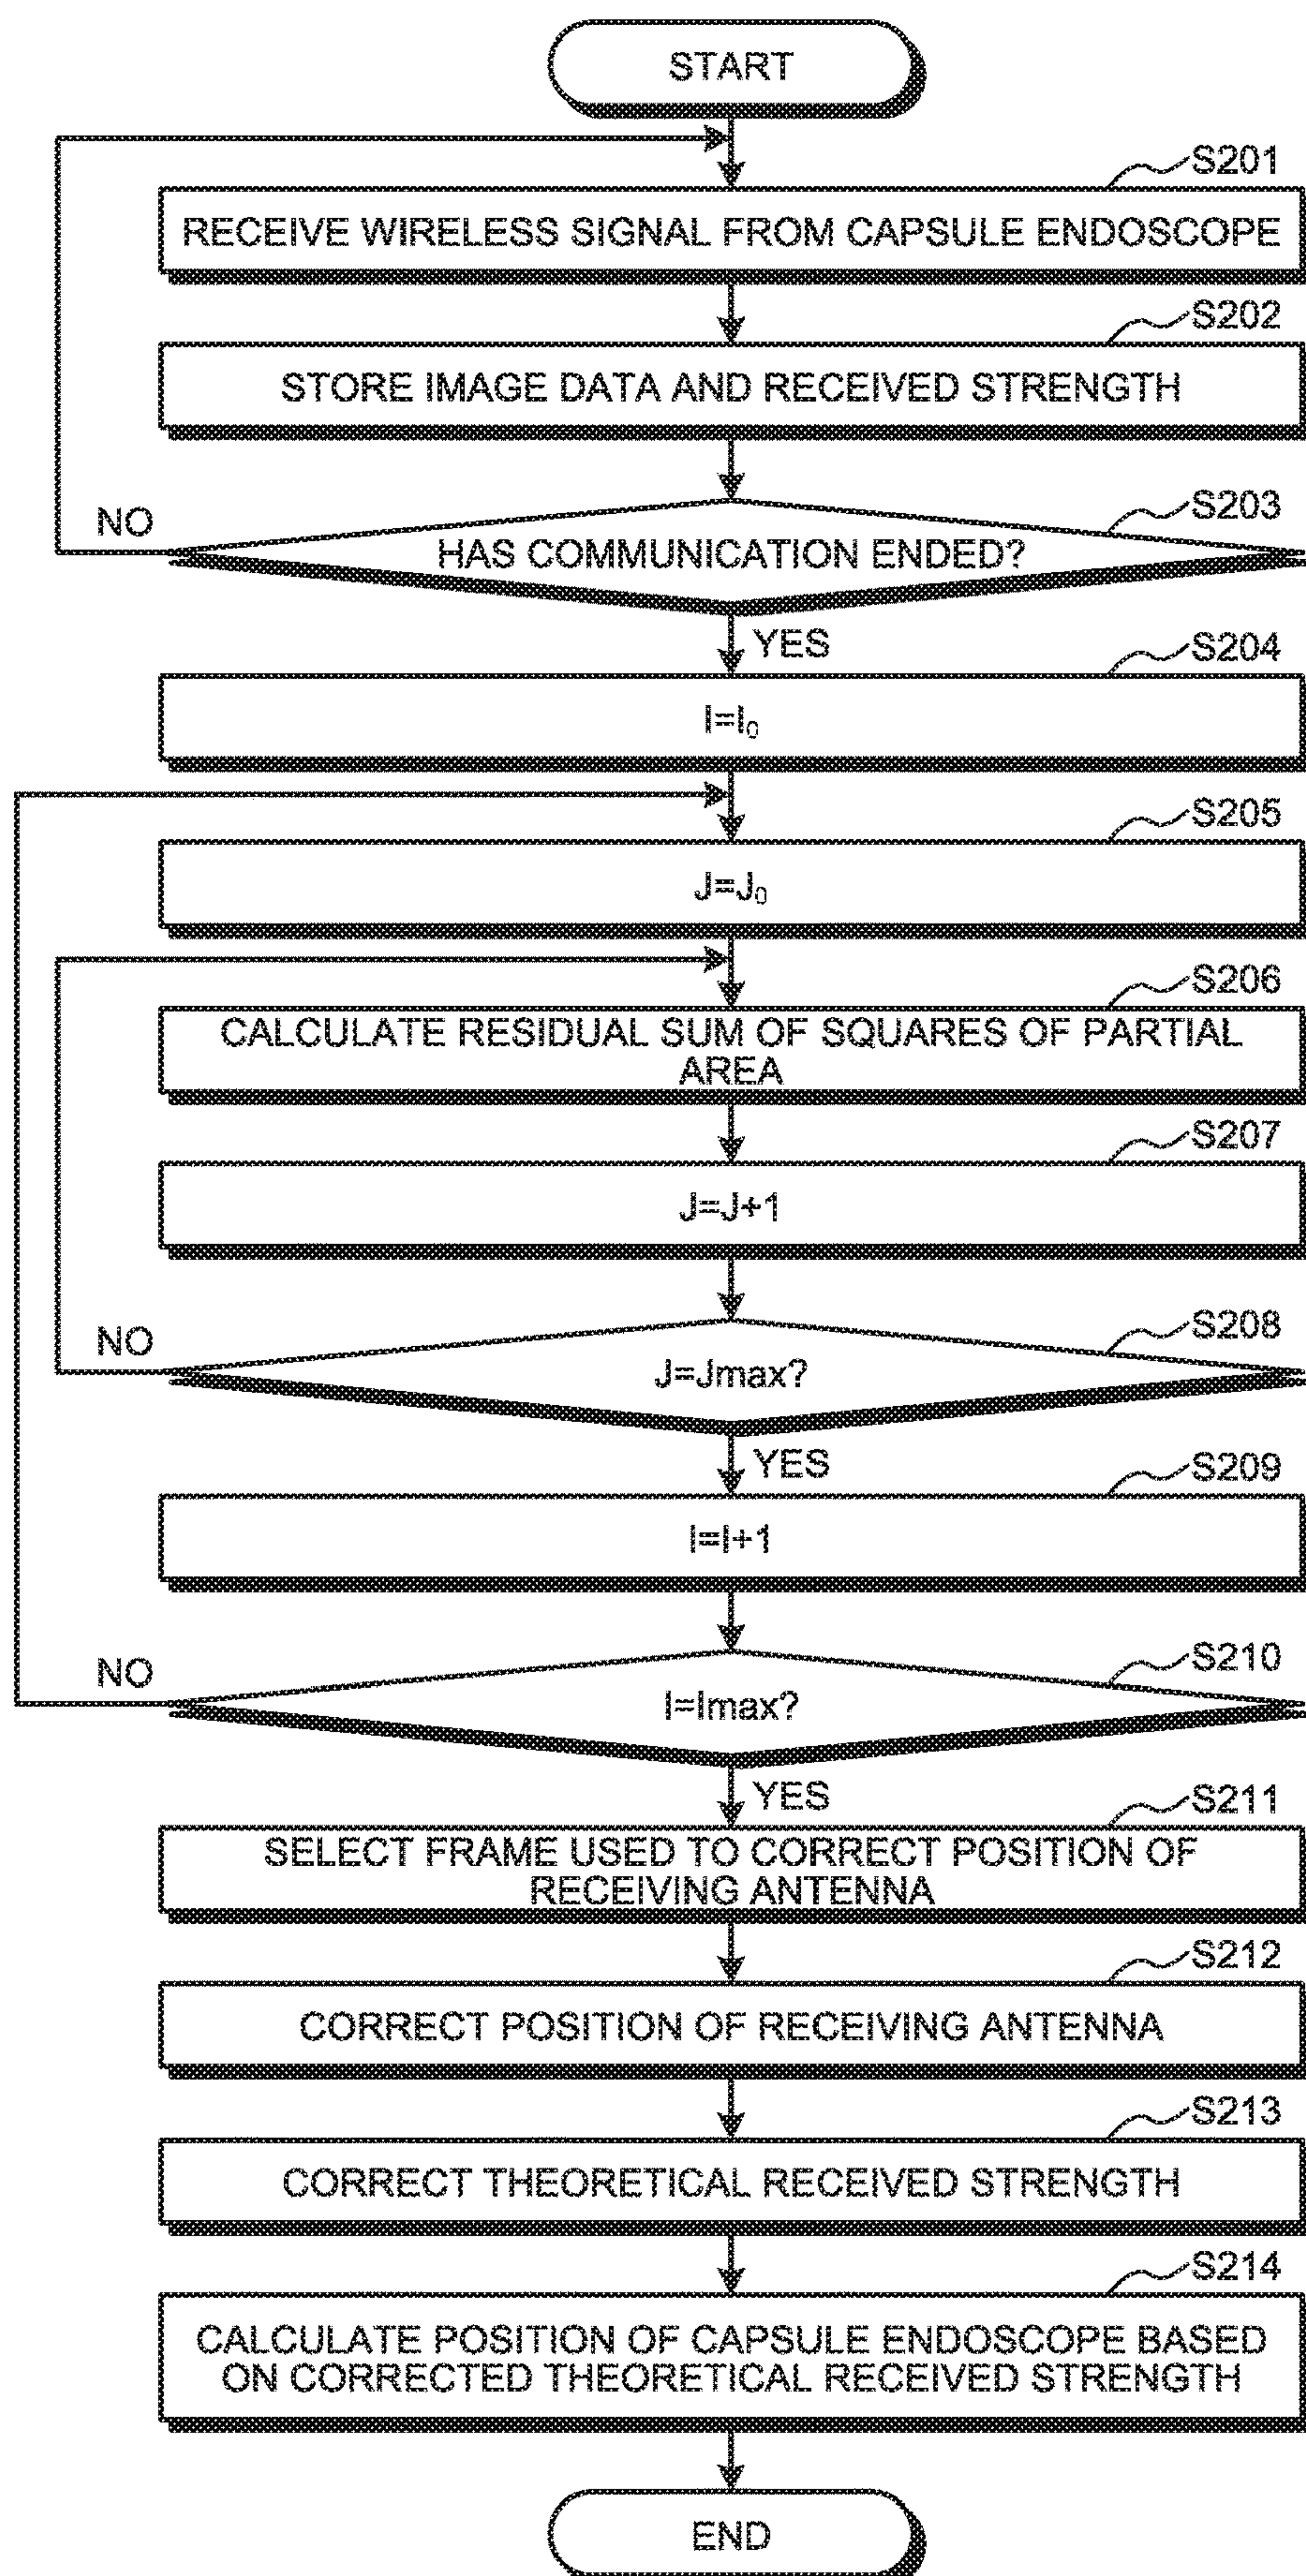 START
S201
RECEIVE WIRELESS SIGNAL FROM CAPSULE ENDOSCOPE
S202
STORE IMAGE DATA AND RECEIVED STRENGTH
S203
NO
HAS COMMUNICATION ENDED?
YES
S204
I=I₀
S205
J=J₀
S206
CALCULATE RESIDUAL SUM OF SQUARES OF PARTIAL
AREA
S207
J=J+1
S208
NO
J=Jmax?
YES
S209
I=I+1
S210
NO
I=Imax?
YES
S211
SELECT FRAME USED TO CORRECT POSITION OF
RECEIVING ANTENNA
S212
CORRECT POSITION OF RECEIVING ANTENNA
S213
CORRECT THEORETICAL RECEIVED STRENGTH
S214
CALCULATE POSITION OF CAPSULE ENDOSCOPE BASED
ON CORRECTED THEORETICAL RECEIVED STRENGTH
END